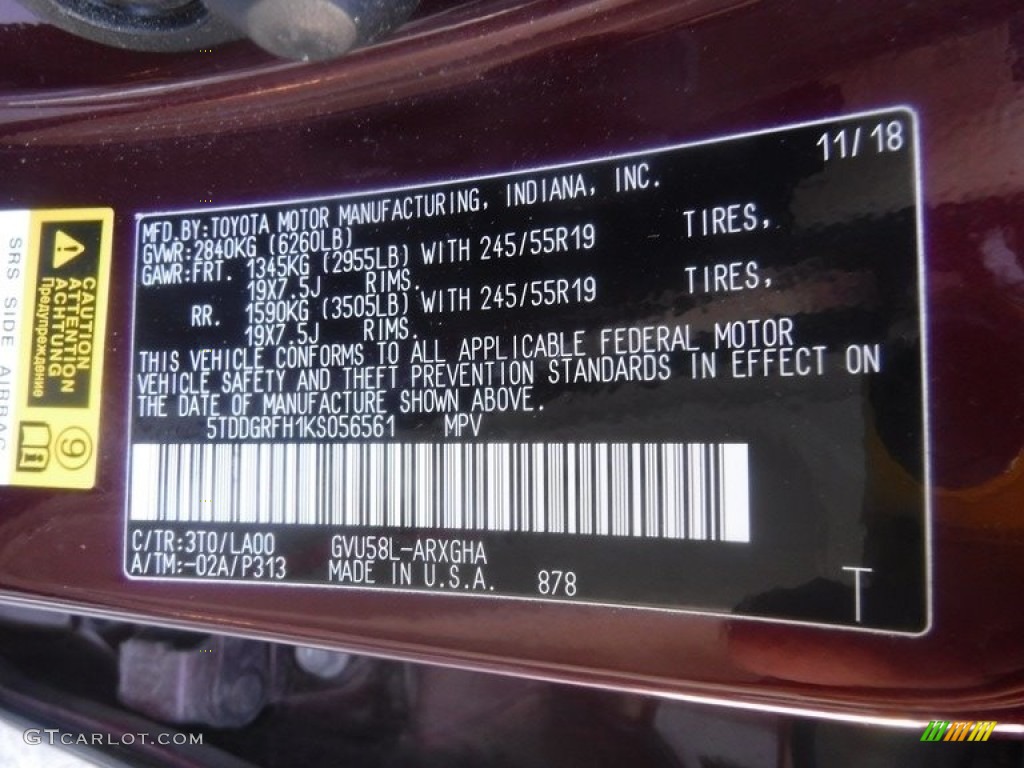 11/18
MFD.BY:TOYOTA MOTOR MANUFACTURING, INDIANA, INC.
GVWR:2840KG (6260LB)
GAWR:FRT. 1345KG (2955LB) WITH 245/55R19 TIRES,
19X7.5J RIMS.
RR. 1590KG (3505LB) WITH 245/55R19 TIRES,
19X7.5J RIMS.
THIS VEHICLE CONFORMS TO ALL APPLICABLE FEDERAL MOTOR
VEHICLE SAFETY AND THEFT PREVENTION STANDARDS IN EFFECT ON
THE DATE OF MANUFACTURE SHOWN ABOVE.
5TDDGRFH1KS056561 MPV
C/TR:3T0/LA00 GVU58L-ARXGHA
A/TM:-02A/P313 MADE IN U.S.A. 878
T
CAUTION
ATTENTION
ACHTUNG
Предупреждение
9
SRS SIDE AIRBAG
GTCARLOT.COM